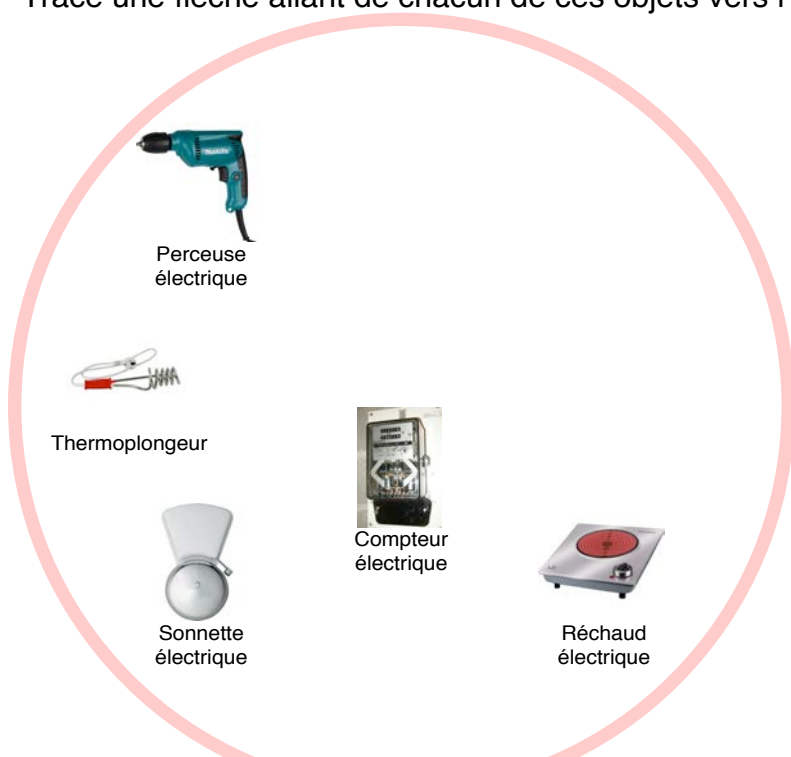 Trace une flèche allant de chacun de ces objets vers l
makita
Perceuse
électrique
Thermoplongeur
Compteur
électrique
Sonnette
électrique
Réchaud
électrique